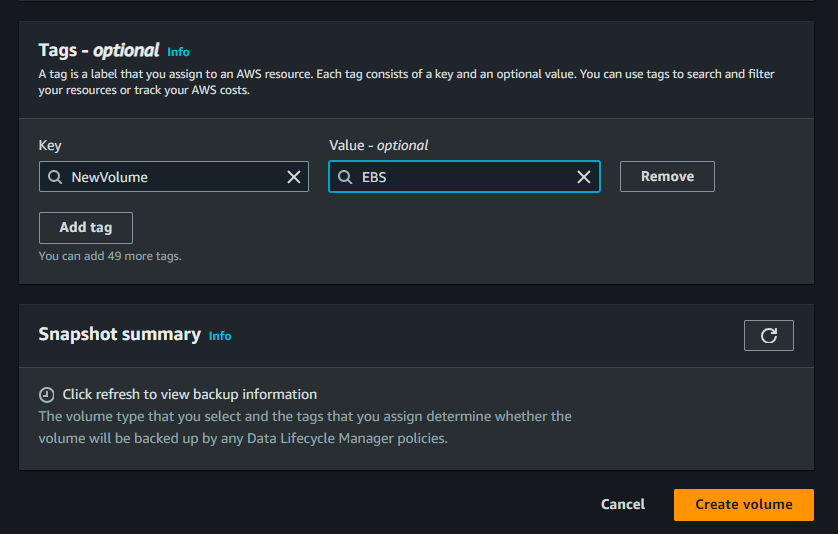 Tags - optional Info
A tag is a label that you assign to an AWS resource. Each tag consists of a key and an optional value. You can use tags to search and filter
your resources or track your AWS costs.
Key
Value - optional
NewVolume
EBS
Remove
Add tag
You can add 49 more tags.
Snapshot summary Info
Click refresh to view backup information
The volume type that you select and the tags that you assign determine whether the
volume will be backed up by any Data Lifecycle Manager policies.
Cancel
Create volume